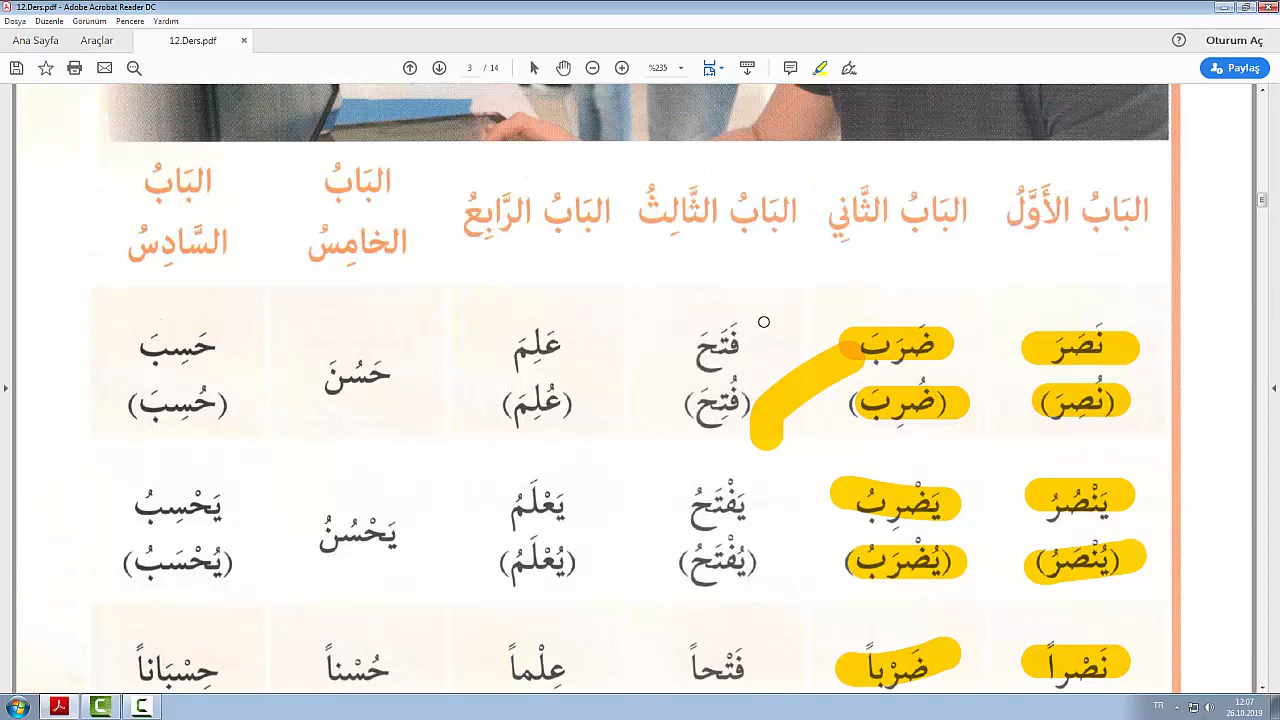 12.Ders.pdf - Adobe Acrobat Reader DC
Dosya Düzenle Görünüm Pencere Yardım
Ana Sayfa Araçlar 12.Ders.pdf × Oturum Aç
3 / 14 %235 Paylaş
البَابُ الأَوَّلُ البَابُ الثَّانِي البَابُ الثَّالِثُ البَابُ الرَّابِعُ البَابُ الخامِسُ البَابُ السَّادِسُ
نَصَرَ ضَرَبَ فَتَحَ عَلِمَ حَسُنَ حَسِبَ
(نُصِرَ) (ضُرِبَ) (فُتِحَ) (عُلِمَ) (حُسِبَ)
يَنْصُرُ يَضْرِبُ يَفْتَحُ يَعْلَمُ يَحْسُنُ يَحْسِبُ
(يُنْصَرُ) (يُضْرَبُ) (يُفْتَحُ) (يُعْلَمُ) (يُحْسَبُ)
نَصْراً ضَرْباً فَتْحاً عِلْماً حُسْناً حِسْبَاناً
TR 12:07
26.10.2019